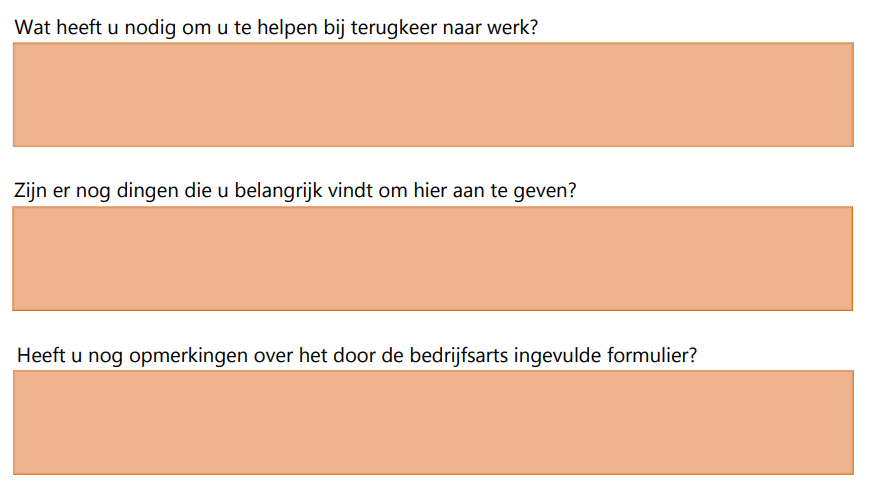 Wat heeft u nodig om u te helpen bij terugkeer naar werk?
Zijn er nog dingen die u belangrijk vindt om hier aan te geven?
Heeft u nog opmerkingen over het door de bedrijfsarts ingevulde formulier?